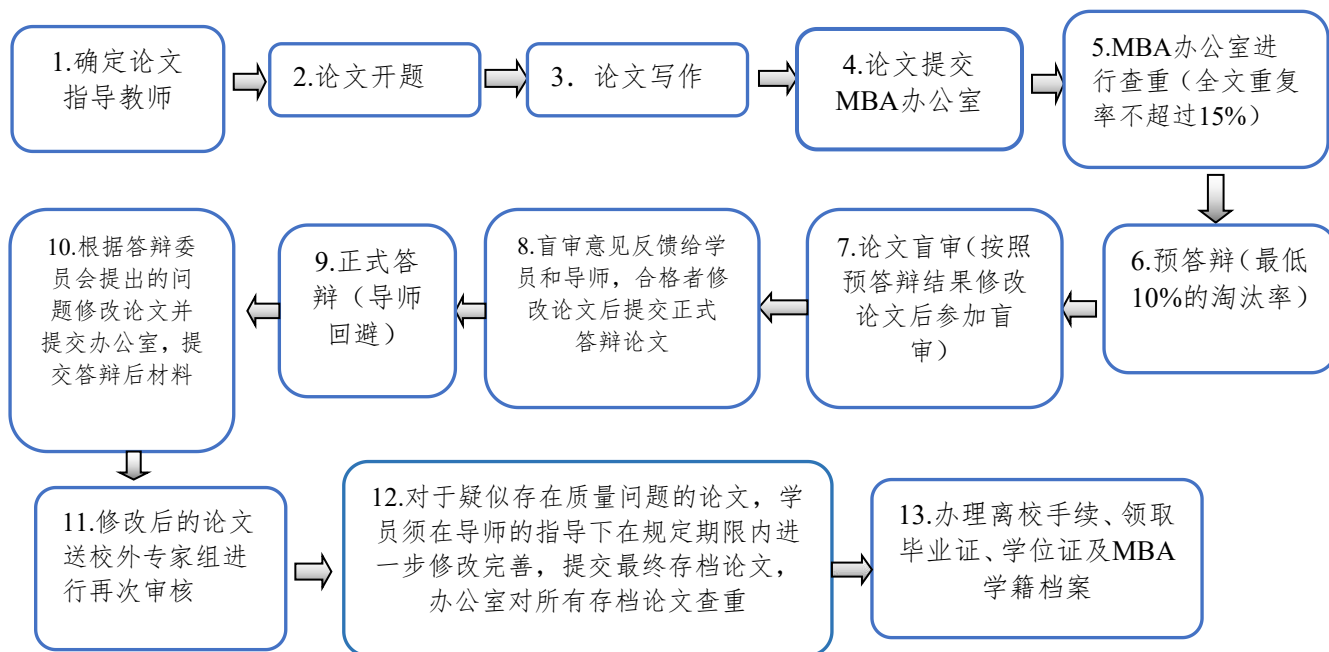 1.确定论文
指导教师
2.论文开题
3．论文写作
4.论文提交
MBA办公室
5.MBA办公室进
行查重（全文重复
率不超过15%）
6.预答辩（最低
10%的淘汰率）
7.论文盲审（按照
预答辩结果修改
论文后参加盲
审）
8.盲审意见反馈给学
员和导师，合格者修
改论文后提交正式
答辩论文
9.正式答
辩（导师
回避）
10.根据答辩委
员会提出的问
题修改论文并
提交办公室，提
交答辩后材料
11.修改后的论文
送校外专家组进
行再次审核
12.对于疑似存在质量问题的论文，学
员须在导师的指导下在规定期限内进
一步修改完善，提交最终存档论文，
办公室对所有存档论文查重
13.办理离校手续、领取
毕业证、学位证及MBA
学籍档案